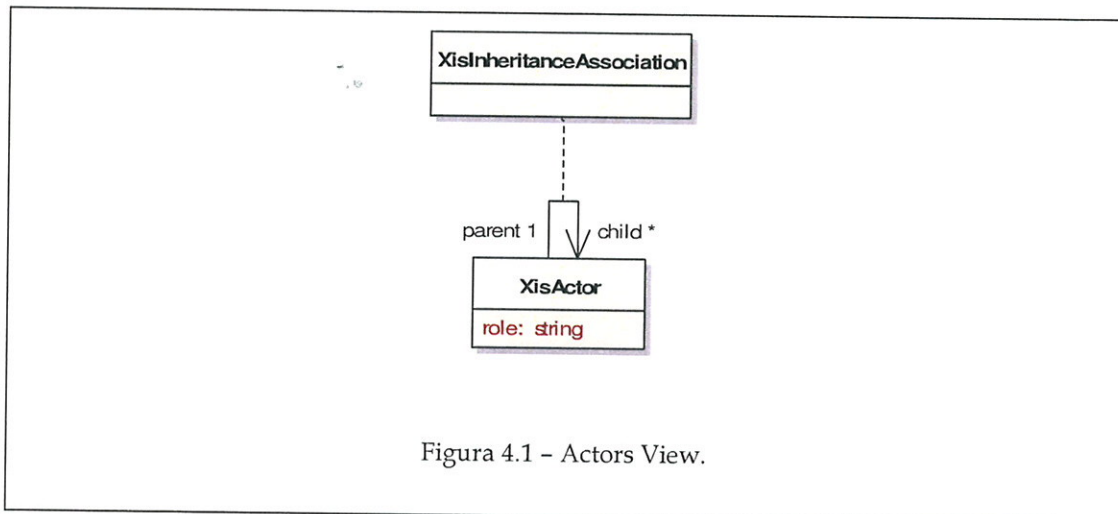 XisInheritanceAssociation
parent 1
child *
XisActor
role: string
Figura 4.1 – Actors View.